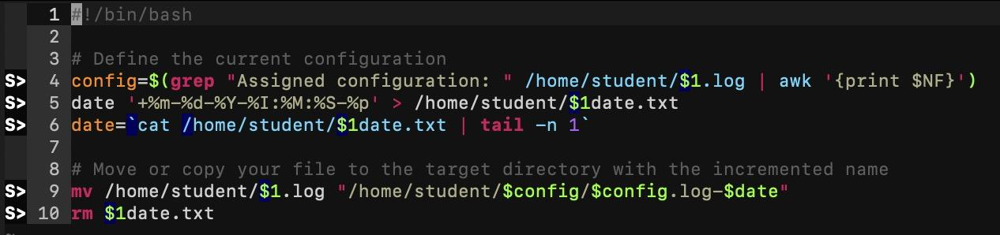 1 #!/bin/bash
2
3 # Define the current configuration
S> 4 config=$(grep "Assigned configuration: " /home/student/$1.log | awk '{print $NF}')
S> 5 date '+%m-%d-%Y-%I:%M:%S-%p' > /home/student/$1date.txt
S> 6 date=`cat /home/student/$1date.txt | tail -n 1`
7
8 # Move or copy your file to the target directory with the incremented name
S> 9 mv /home/student/$1.log "/home/student/$config/$config.log-$date"
S> 10 rm $1date.txt